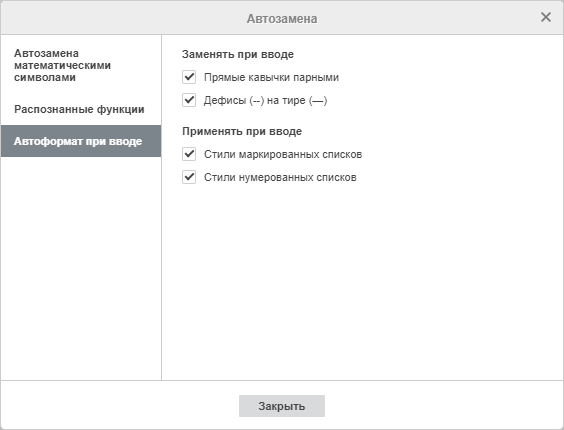 Автозамена
Автозамена
математическими
символами
Распознанные функции
Автоформат при вводе
Заменять при вводе
Прямые кавычки парными
Дефисы (--) на тире (—)
Применять при вводе
Стили маркированных списков
Стили нумерованных списков
Закрыть